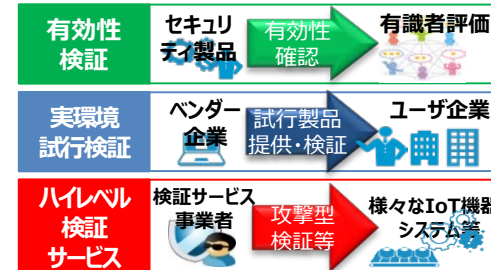 有効性
検証
セキュリ
ティ製品
有効性
確認
有識者評価
実環境
試行検証
ベンダー
企業
試行製品
提供・検証
ユーザ企業
ハイレベル
検証
サービス
検証サービス
事業者
攻撃型
検証等
様々なIoT機器
システム等